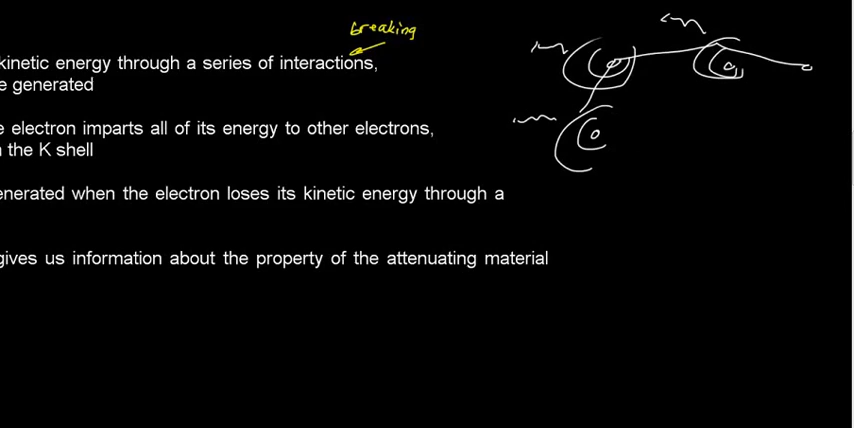 breaking
kinetic energy through a series of interactions,
e generated
e electron imparts all of its energy to other electrons,
the K shell
enerated when the electron loses its kinetic energy through a
gives us information about the property of the attenuating material